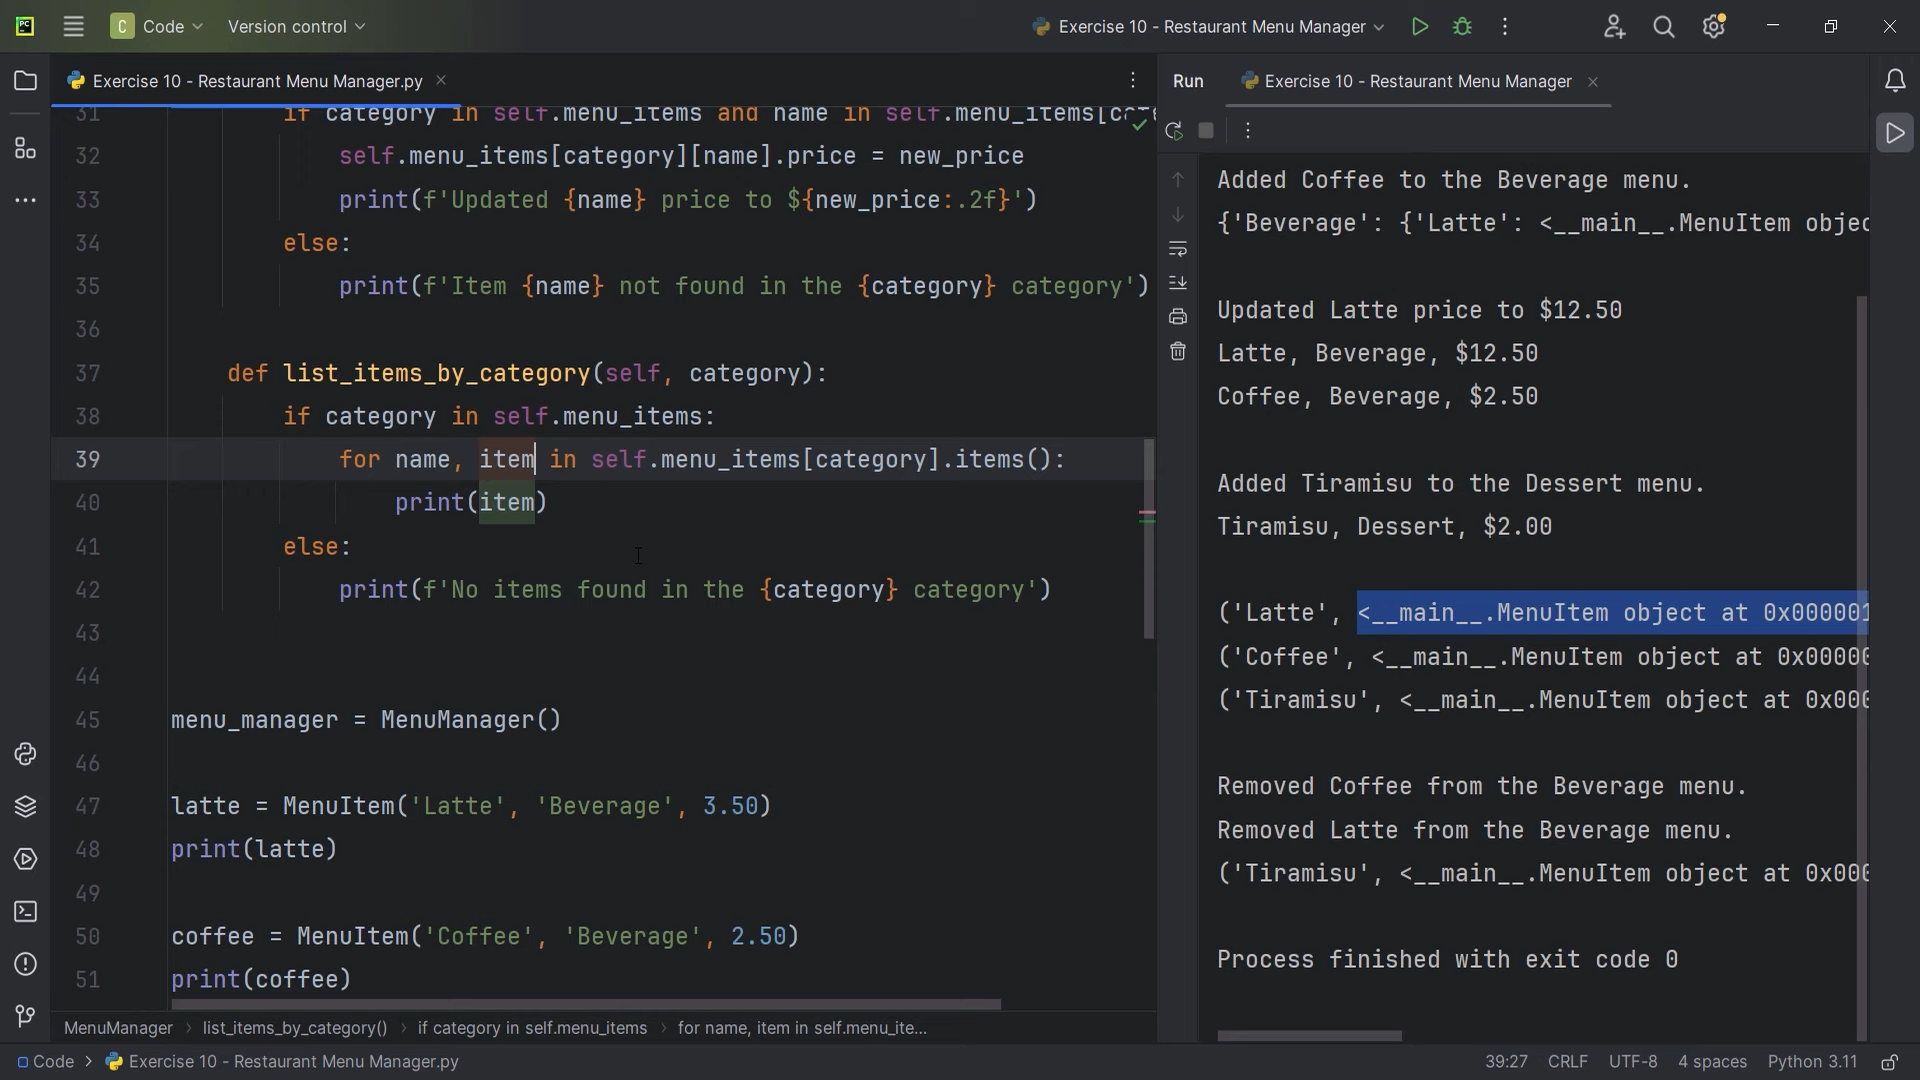 PC
C Code
Version control
Exercise 10 - Restaurant Menu Manager
Exercise 10 - Restaurant Menu Manager.py
Run
Exercise 10 - Restaurant Menu Manager
31 if category in self.menu_items and name in self.menu_items[cate
32 self.menu_items[category][name].price = new_price
33 print(f'Updated {name} price to ${new_price:.2f}')
34 else:
35 print(f'Item {name} not found in the {category} category')
36
37 def list_items_by_category(self, category):
38 if category in self.menu_items:
39 for name, item in self.menu_items[category].items():
40 print(item)
41 else:
42 print(f'No items found in the {category} category')
43
44
45 menu_manager = MenuManager()
46
47 latte = MenuItem('Latte', 'Beverage', 3.50)
48 print(latte)
49
50 coffee = MenuItem('Coffee', 'Beverage', 2.50)
51 print(coffee)
Added Coffee to the Beverage menu.
{'Beverage': {'Latte': <__main__.MenuItem objec
Updated Latte price to $12.50
Latte, Beverage, $12.50
Coffee, Beverage, $2.50
Added Tiramisu to the Dessert menu.
Tiramisu, Dessert, $2.00
('Latte', <__main__.MenuItem object at 0x000001
('Coffee', <__main__.MenuItem object at 0x00000
('Tiramisu', <__main__.MenuItem object at 0x000
Removed Coffee from the Beverage menu.
Removed Latte from the Beverage menu.
('Tiramisu', <__main__.MenuItem object at 0x000
Process finished with exit code 0
MenuManager > list_items_by_category() > if category in self.menu_items > for name, item in self.menu_ite...
Code > Exercise 10 - Restaurant Menu Manager.py
39:27 CRLF UTF-8 4 spaces Python 3.11